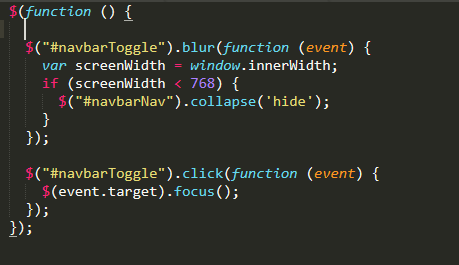 $(function () {
$("#navbarToggle").blur(function (event) {
var screenWidth = window.innerWidth;
if (screenWidth < 768) {
$("#navbarNav").collapse('hide');
}
});
$("#navbarToggle").click(function (event) {
$(event.target).focus();
});
});